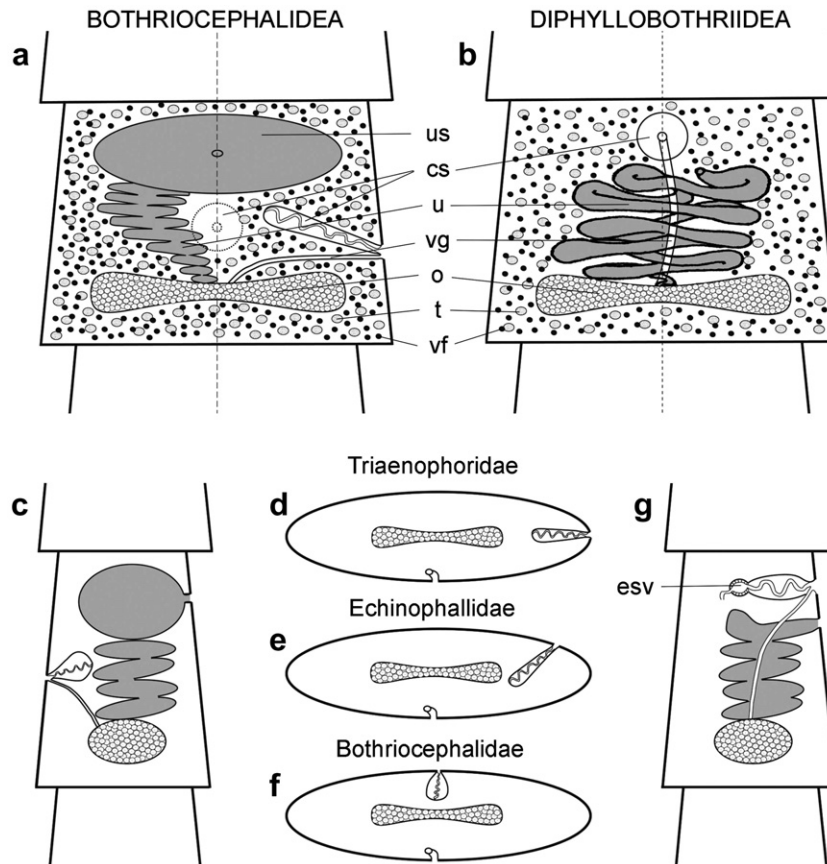 BOTHRIOCEPHALIDEA
DIPHYLLOBOTHRIIDEA
a
b
us
cs
u
vg
o
t
vf
Triaenophoridae
c
d
g
esv
Echinophallidae
e
Bothriocephalidae
f